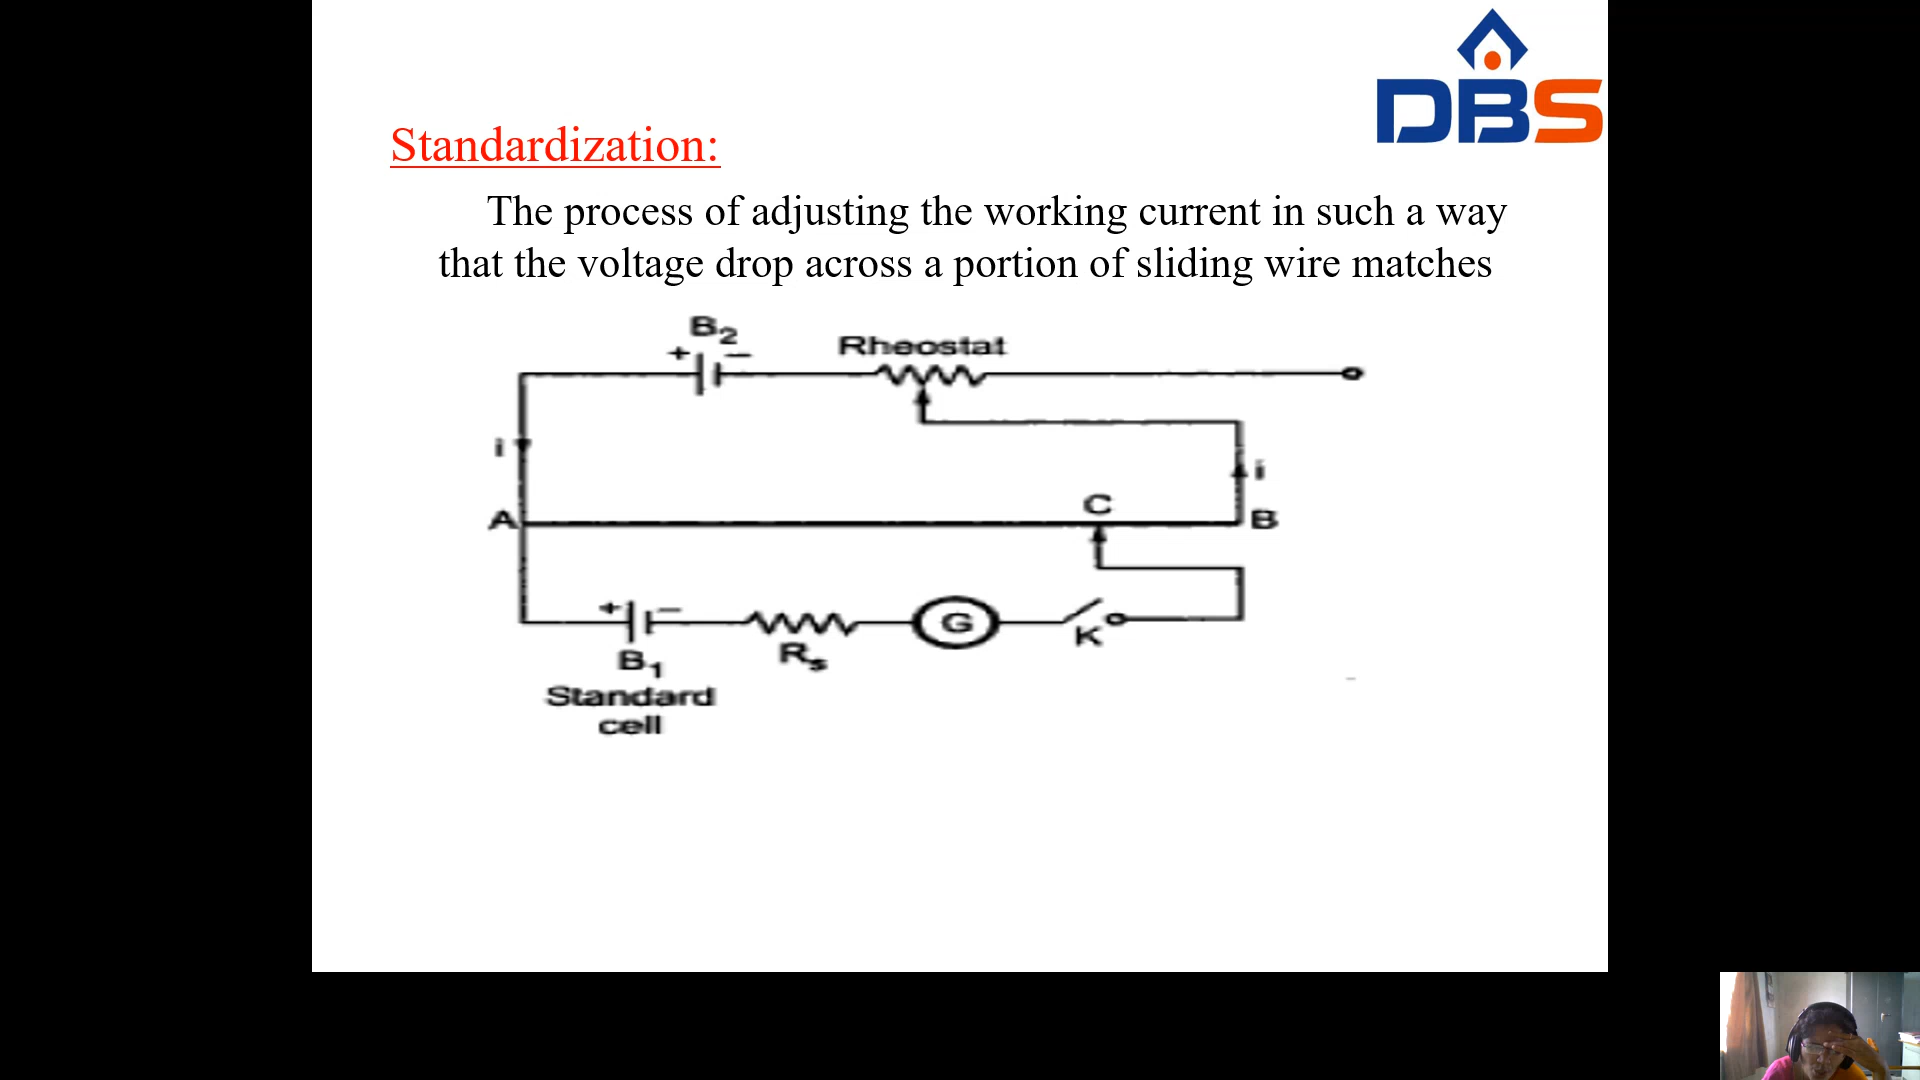 DBS
Standardization:
The process of adjusting the working current in such a way
that the voltage drop across a portion of sliding wire matches
B2
+ −
Rheostat
i
i
A
C
B
+ −
G
K
B1
Rs
Standard
cell